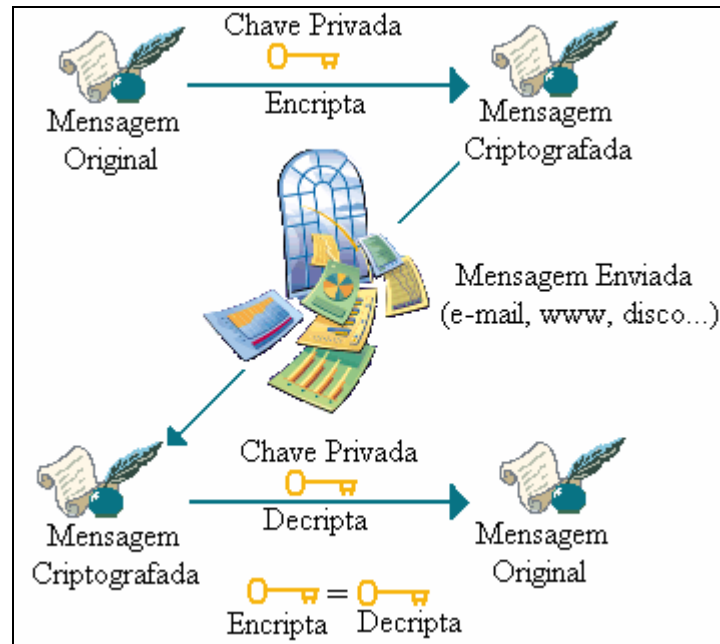 Chave Privada
Encripta
Mensagem
Original
Mensagem
Criptografada
Mensagem Enviada
(e-mail, www, disco...)
Chave Privada
Decripta
Mensagem
Criptografada
Mensagem
Original
=
Encripta Decripta